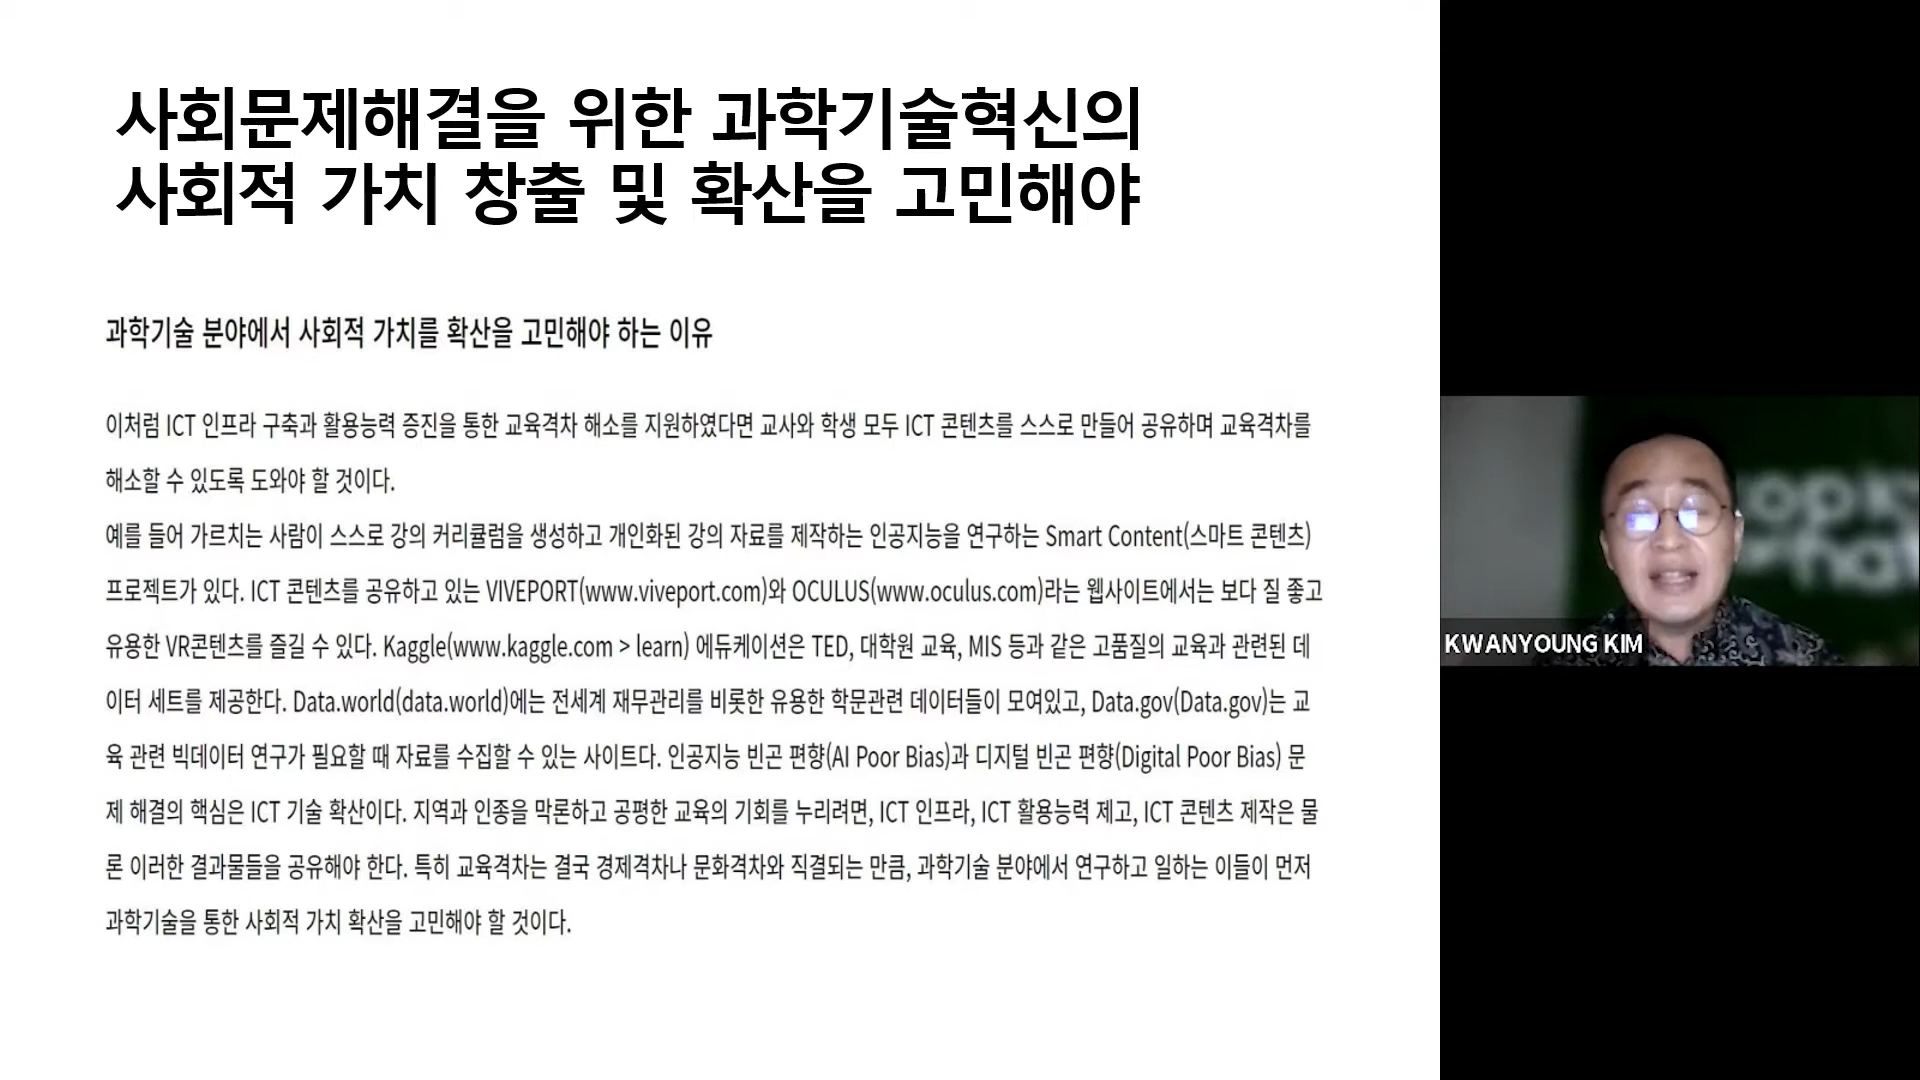 사회문제해결을 위한 과학기술혁신의
사회적 가치 창출 및 확산을 고민해야
과학기술 분야에서 사회적 가치를 확산을 고민해야 하는 이유
이처럼 ICT 인프라 구축과 활용능력 증진을 통한 교육격차 해소를 지원하였다면 교사와 학생 모두 ICT 콘텐츠를 스스로 만들어 공유하며 교육격차를
해소할 수 있도록 도와야 할 것이다.
예를 들어 가르치는 사람이 스스로 강의 커리큘럼을 생성하고 개인화된 강의 자료를 제작하는 인공지능을 연구하는 Smart Content(스마트 콘텐츠)
프로젝트가 있다. ICT 콘텐츠를 공유하고 있는 VIVEPORT(www.viveport.com)와 OCULUS(www.oculus.com)라는 웹사이트에서는 보다 질 좋고
유용한 VR콘텐츠를 즐길 수 있다. Kaggle(www.kaggle.com > learn) 에듀케이션은 TED, 대학원 교육, MIS 등과 같은 고품질의 교육과 관련된 데
이터 세트를 제공한다. Data.world(data.world)에는 전세계 재무관리를 비롯한 유용한 학문관련 데이터들이 모여있고, Data.gov(Data.gov)는 교
육 관련 빅데이터 연구가 필요할 때 자료를 수집할 수 있는 사이트다. 인공지능 빈곤 편향(AI Poor Bias)과 디지털 빈곤 편향(Digital Poor Bias) 문
제 해결의 핵심은 ICT 기술 확산이다. 지역과 인종을 막론하고 공평한 교육의 기회를 누리려면, ICT 인프라, ICT 활용능력 제고, ICT 콘텐츠 제작은 물
론 이러한 결과물들을 공유해야 한다. 특히 교육격차는 결국 경제격차나 문화격차와 직결되는 만큼, 과학기술 분야에서 연구하고 일하는 이들이 먼저
과학기술을 통한 사회적 가치 확산을 고민해야 할 것이다.
KWANYOUNG KIM